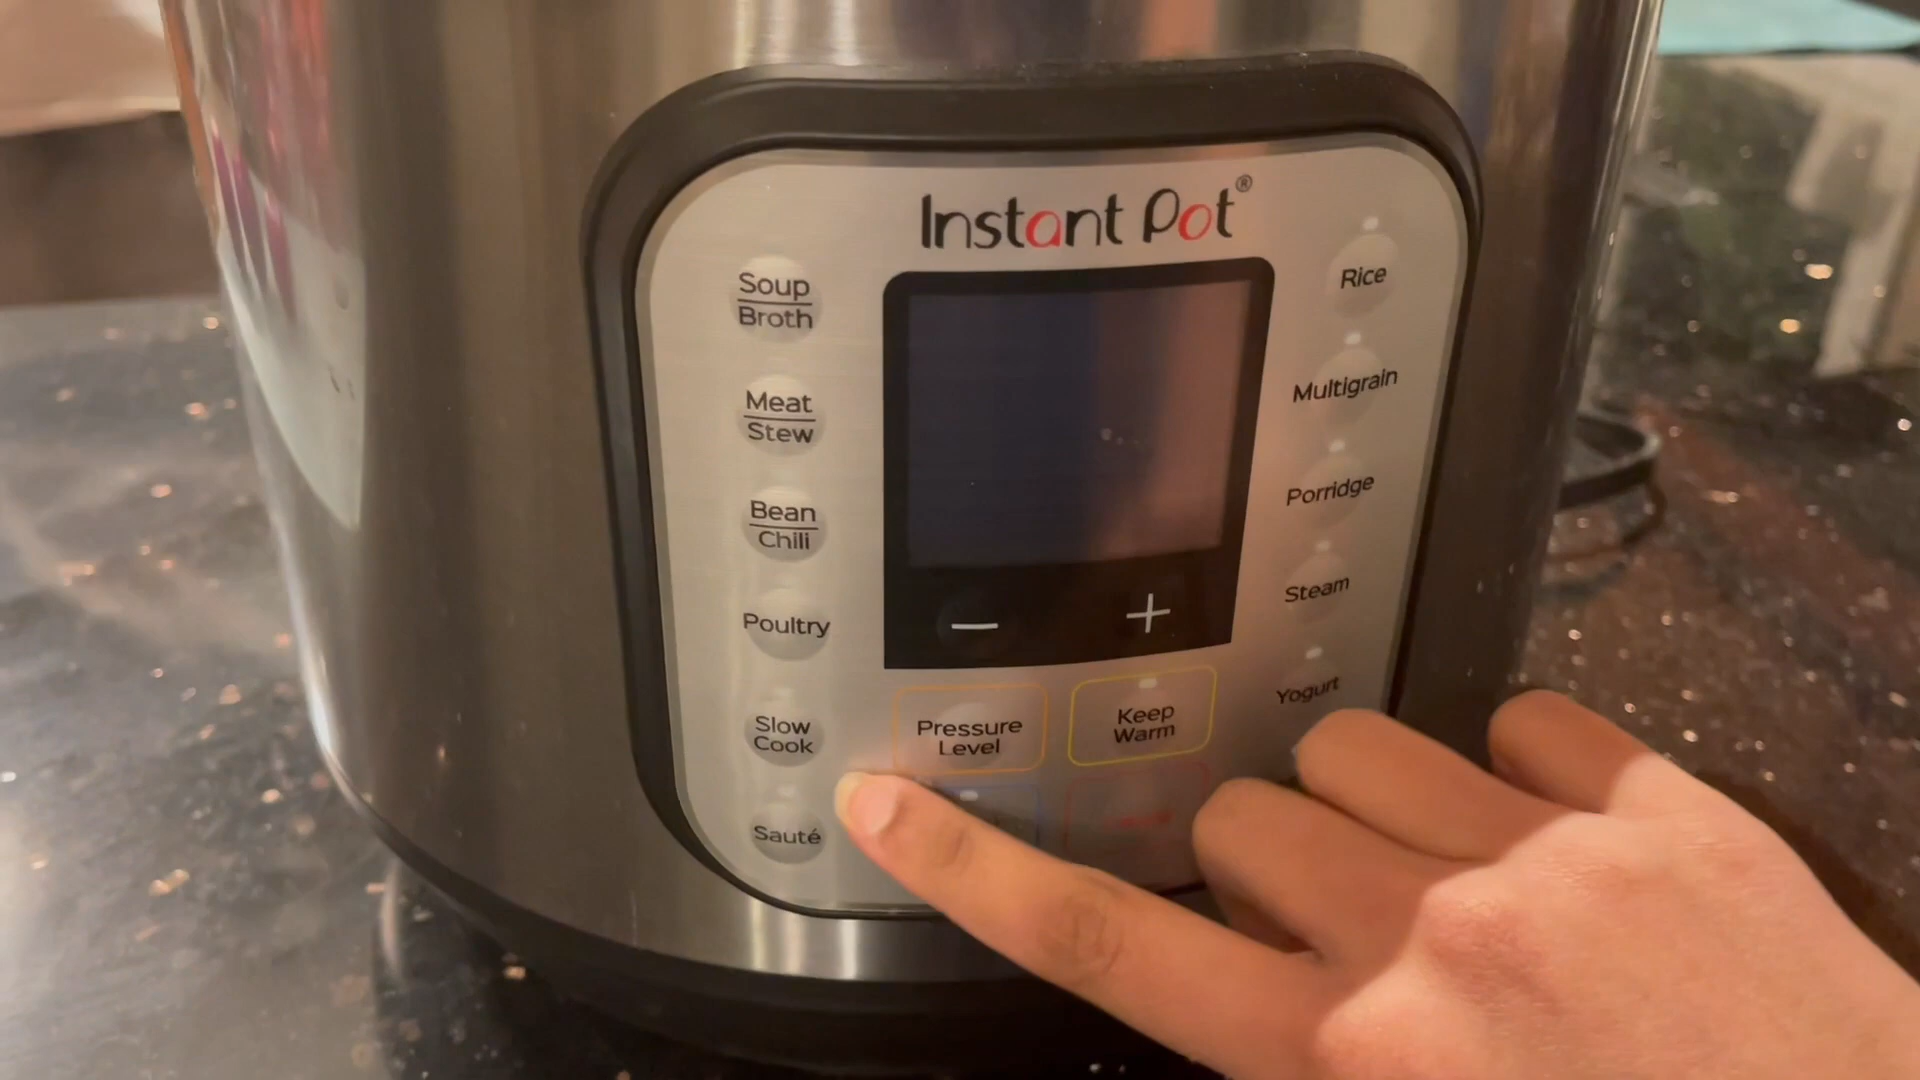 Instant Pot®
Soup
Broth
Meat
Stew
Bean
Chili
Poultry
Slow
Cook
Sauté
− +
Pressure
Level
Keep
Warm
Rice
Multigrain
Porridge
Steam
Yogurt